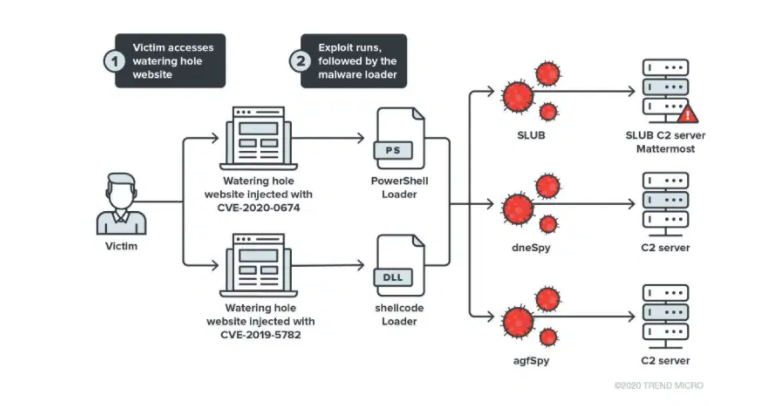 1
Victim accesses
watering hole
website
2
Exploit runs,
followed by the
malware loader
Victim
Watering hole
website injected with
CVE-2020-0674
PS
PowerShell
Loader
Watering hole
website injected with
CVE-2019-5782
DLL
shellcode
Loader
SLUB
SLUB C2 server
Mattermost
dneSpy
C2 server
agfSpy
C2 server
©2020 TREND MICRO